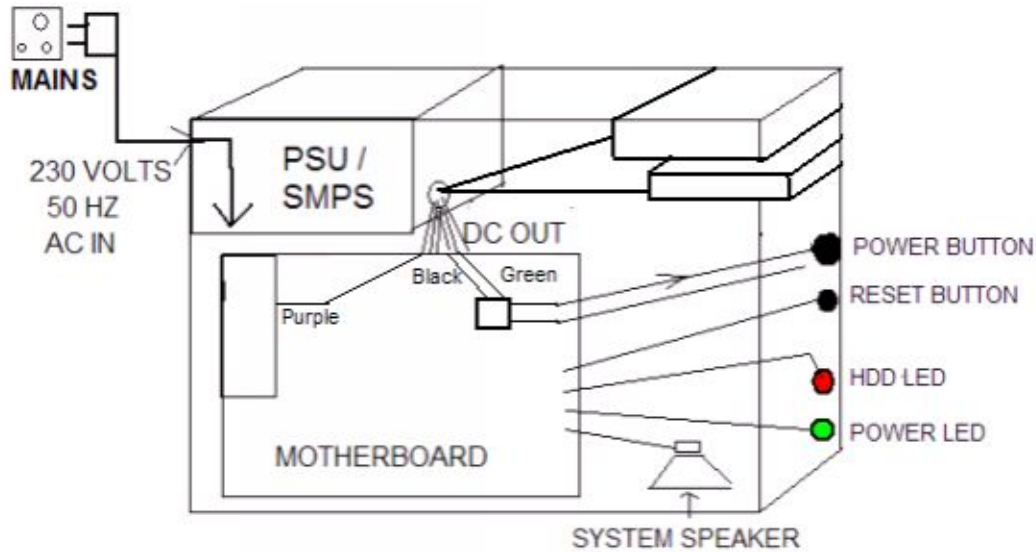 MAINS
230 VOLTS
50 HZ
AC IN
PSU /
SMPS
DC OUT
Black
Green
Purple
POWER BUTTON
RESET BUTTON
HDD LED
POWER LED
MOTHERBOARD
SYSTEM SPEAKER